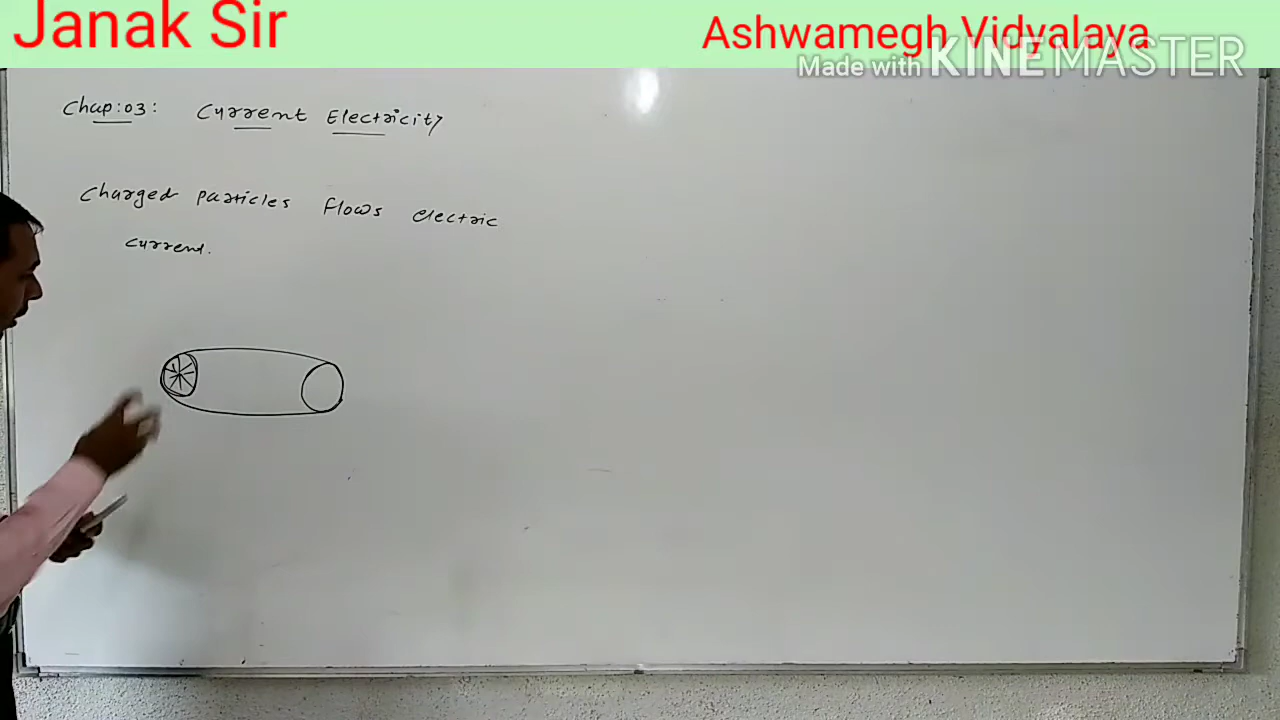 Janak Sir
Ashwamegh Vidyalaya
Made with KINEMASTER
Chap:03: Current Electricity
Charged particles flows electric
current.